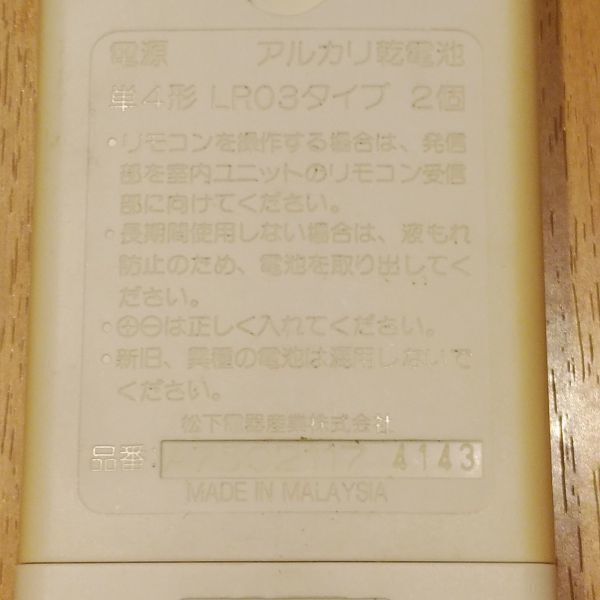 電源 アルカリ乾電池
単4形 LR03タイプ 2個
・リモコンを操作する場合は、発信
部を室内ユニットのリモコン受信
部に向けてください。
・長期間使用しない場合は、液もれ
防止のため、電池を取り出してく
ださい。
・⊕⊖は正しく入れてください。
・新旧、異種の電池は混用しないで
ください。
松下電器産業株式会社
品番: 4143
MADE IN MALAYSIA